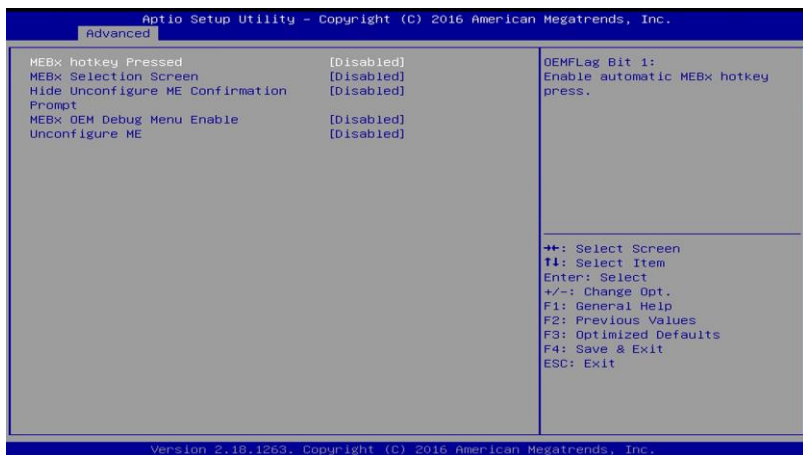 Aptio Setup Utility – Copyright (C) 2016 American Megatrends, Inc.
Advanced
MEBx hotkey Pressed [Disabled]
MEBx Selection Screen [Disabled]
Hide Unconfigure ME Confirmation [Disabled]
Prompt
MEBx OEM Debug Menu Enable [Disabled]
Unconfigure ME [Disabled]
OEMFLag Bit 1:
Enable automatic MEBx hotkey
press.
→←: Select Screen
↑↓: Select Item
Enter: Select
+/-: Change Opt.
F1: General Help
F2: Previous Values
F3: Optimized Defaults
F4: Save & Exit
ESC: Exit
Version 2.18.1263. Copyright (C) 2016 American Megatrends, Inc.